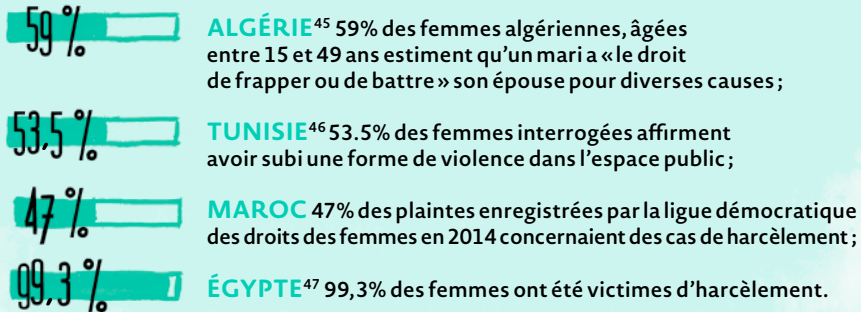 59 %
ALGÉRIE45 59% des femmes algériennes, âgées
entre 15 et 49 ans estiment qu'un mari a «le droit
de frapper ou de battre» son épouse pour diverses causes;
53,5 %
TUNISIE46 53.5% des femmes interrogées affirment
avoir subi une forme de violence dans l'espace public;
47 %
MAROC 47% des plaintes enregistrées par la ligue démocratique
des droits des femmes en 2014 concernaient des cas de harcèlement;
99,3 %
ÉGYPTE47 99,3% des femmes ont été victimes d'harcèlement.